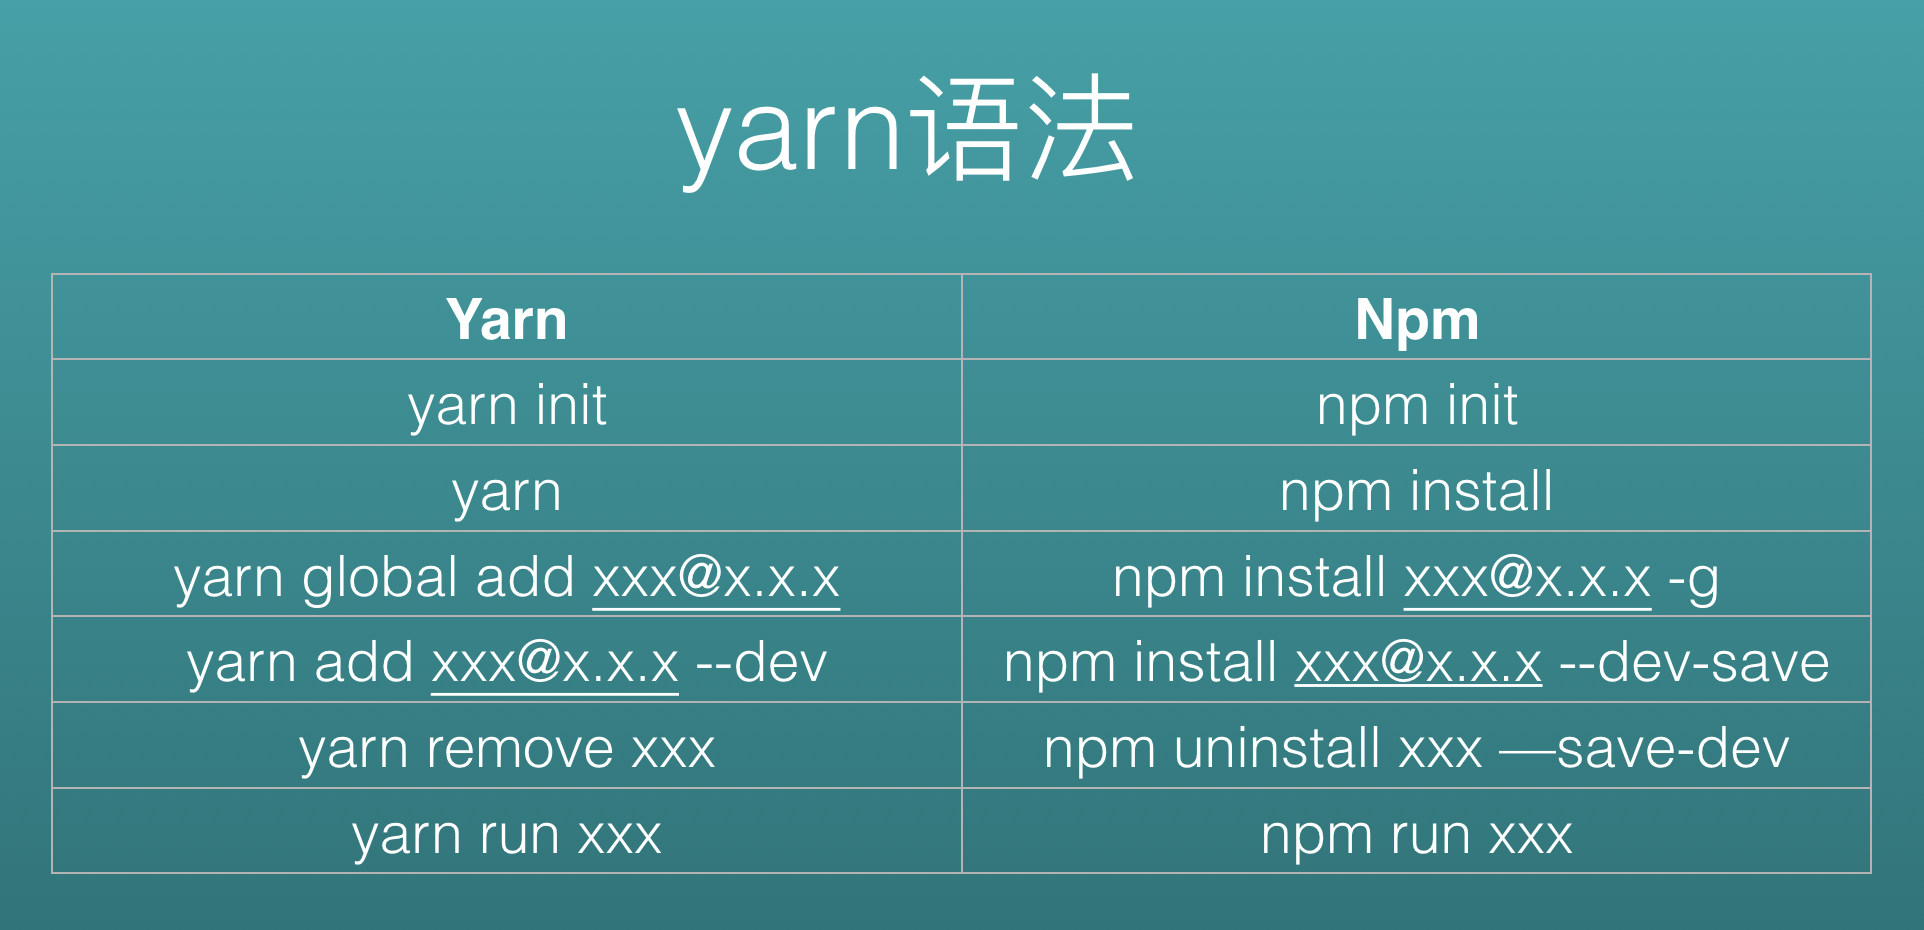 yarn语法
Yarn Npm
yarn init npm init
yarn npm install
yarn global add xxx@x.x.x npm install xxx@x.x.x -g
yarn add xxx@x.x.x --dev npm install xxx@x.x.x --dev-save
yarn remove xxx npm uninstall xxx —save-dev
yarn run xxx npm run xxx